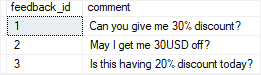 feedback_id comment
1 Can you give me 30% discount?
2 May I get me 30USD off?
3 Is this having 20% discount today?